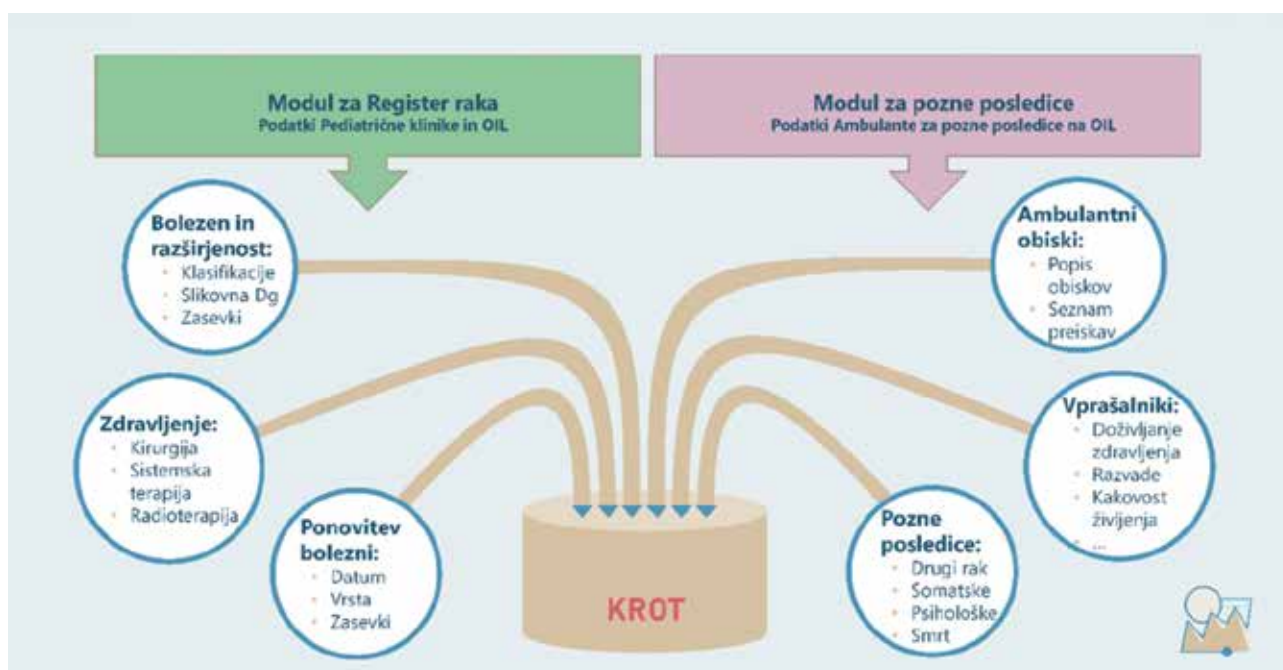 Modul za Register raka
Podatki Pediatrične klinike in OIL
Modul za pozne posledice
Podatki Ambulante za pozne posledice na OIL
Bolezen in
razširjenost:
• Klasifikacije
• Slikovna Dg
• Zasevki
Zdravljenje:
• Kirurgija
• Sistemska
terapija
• Radioterapija
Ponovitev
bolezni:
• Datum
• Vrsta
• Zasevki
KROT
Pozne
posledice:
• Drugi rak
• Somatske
• Psihološke
• Smrt
Vprašalniki:
• Doživljanje
zdravljenja
• Razvade
• Kakovost
življenja
• ...
Ambulantni
obiski:
• Popis
obiskov
• Seznam
preiskav